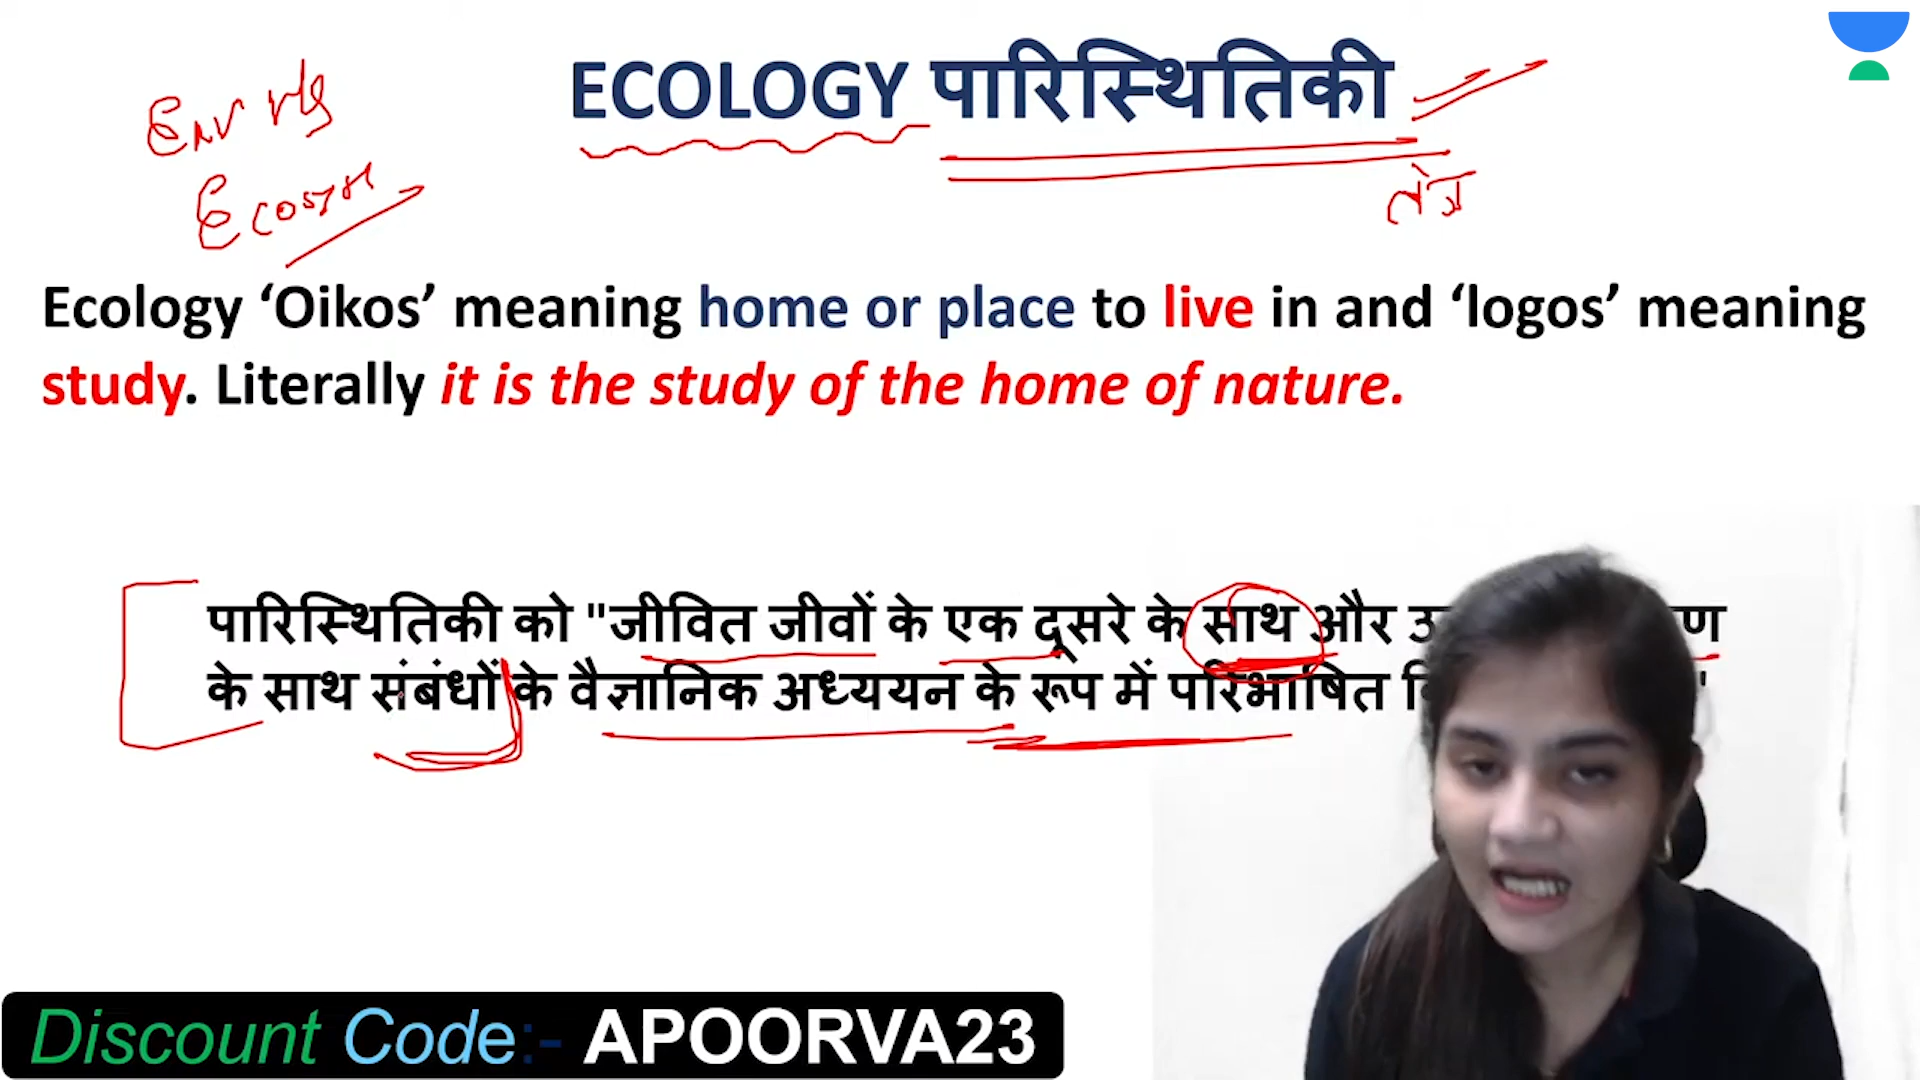 ECOLOGY पारिस्थितिकी
तंत्र
Ecology ‘Oikos’ meaning home or place to live in and ‘logos’ meaning
study. Literally it is the study of the home of nature.
पारिस्थितिकी को "जीवित जीवों के एक दूसरे के साथ और
के साथ संबंधों के वैज्ञानिक अध्ययन के रूप में परिभाषित
Discount Code:- APOORVA23